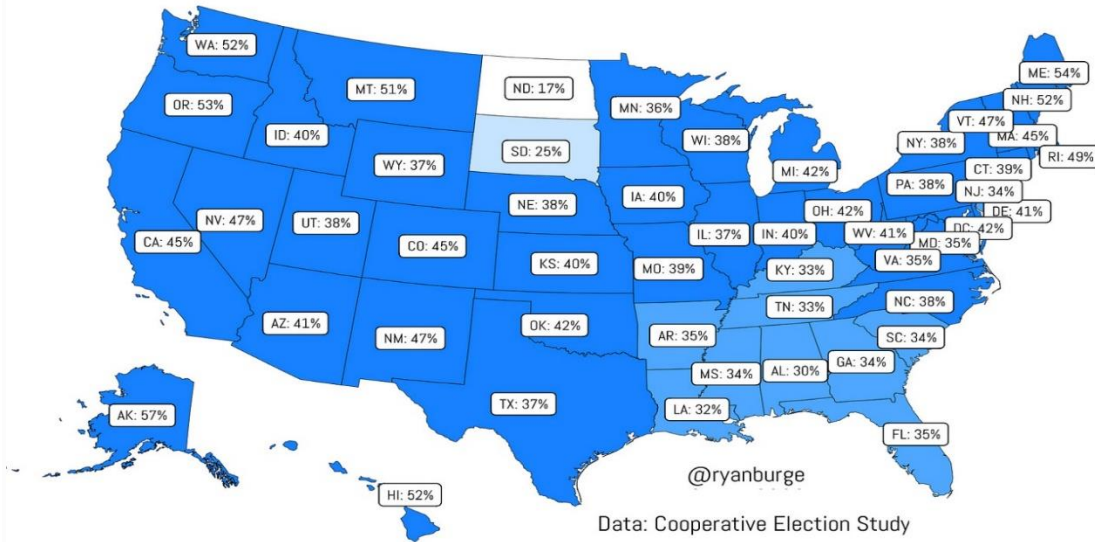 WA: 52%
ME: 54%
MT: 51%
ND: 17%
NH: 52%
OR: 53%
MN: 36%
VT: 47%
MA: 45%
ID: 40%
WI: 38%
NY: 38%
SD: 25%
RI: 49%
WY: 37%
MI: 42%
CT: 39%
PA: 38%
NJ: 34%
IA: 40%
NE: 38%
OH: 42%
DE: 41%
NV: 47%
UT: 38%
IL: 37%
IN: 40%
WV: 41%
DC: 42%
CA: 45%
CO: 45%
MD: 35%
KS: 40%
MO: 39%
KY: 33%
VA: 35%
TN: 33%
NC: 38%
AZ: 41%
NM: 47%
OK: 42%
AR: 35%
SC: 34%
MS: 34%
AL: 30%
GA: 34%
TX: 37%
LA: 32%
AK: 57%
FL: 35%
@ryanburge
HI: 52%
Data: Cooperative Election Study